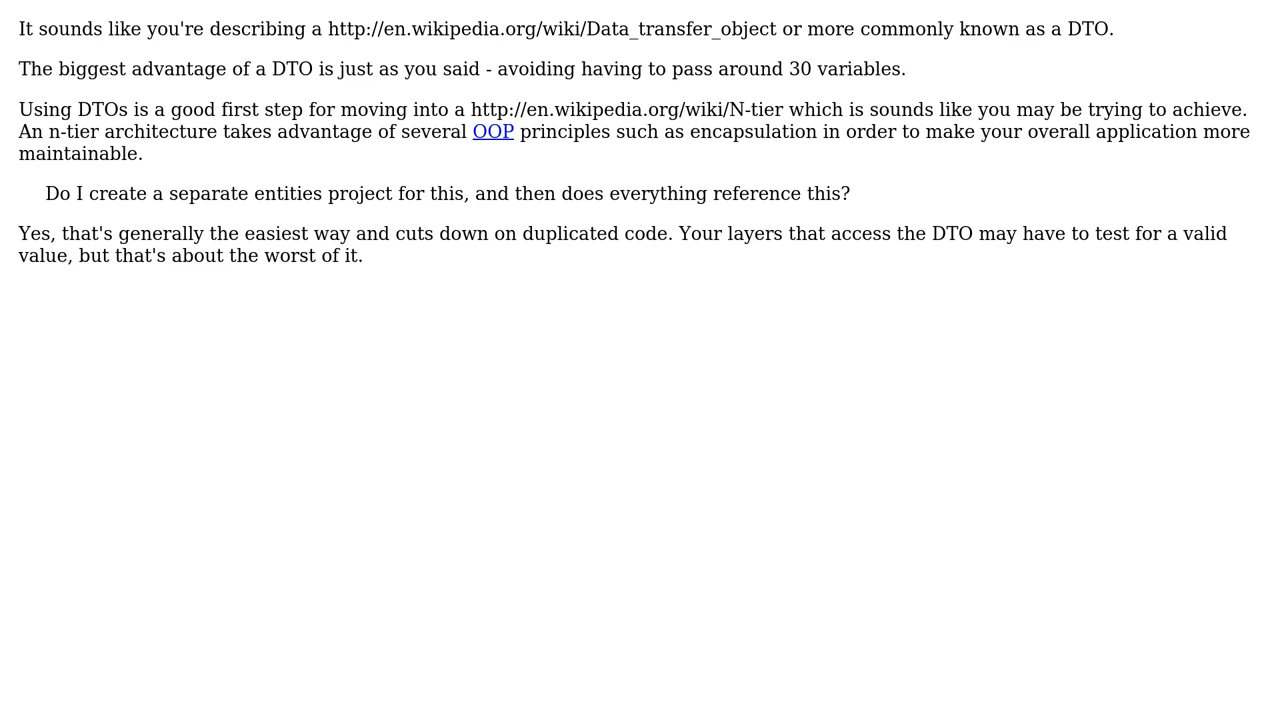 It sounds like you're describing a http://en.wikipedia.org/wiki/Data_transfer_object or more commonly known as a DTO.
The biggest advantage of a DTO is just as you said - avoiding having to pass around 30 variables.
Using DTOs is a good first step for moving into a http://en.wikipedia.org/wiki/N-tier which is sounds like you may be trying to achieve.
An n-tier architecture takes advantage of several OOP principles such as encapsulation in order to make your overall application more
maintainable.
Do I create a separate entities project for this, and then does everything reference this?
Yes, that's generally the easiest way and cuts down on duplicated code. Your layers that access the DTO may have to test for a valid
value, but that's about the worst of it.